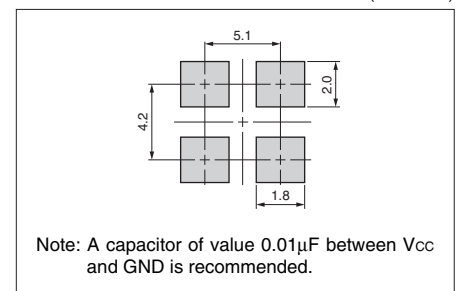 5.1
2.0
4.2
1.8
Note: A capacitor of value 0.01μF between Vcc
and GND is recommended.